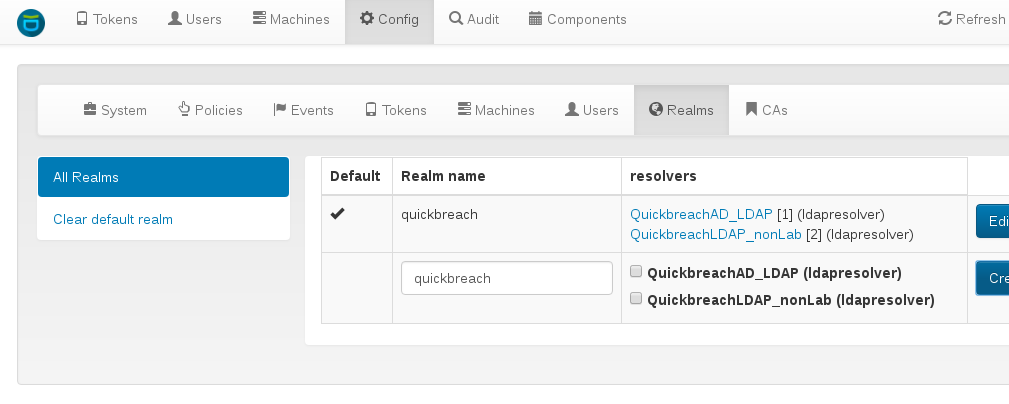 Tokens Users Machines Config Audit Components Refresh
System Policies Events Tokens Machines Users Realms CAs
All Realms
Clear default realm
Default Realm name resolvers
quickbreach QuickbreachAD_LDAP [1] (ldapresolver) Edi
QuickbreachLDAP_nonLab [2] (ldapresolver)
quickbreach QuickbreachAD_LDAP (ldapresolver) Cre
QuickbreachLDAP_nonLab (ldapresolver)